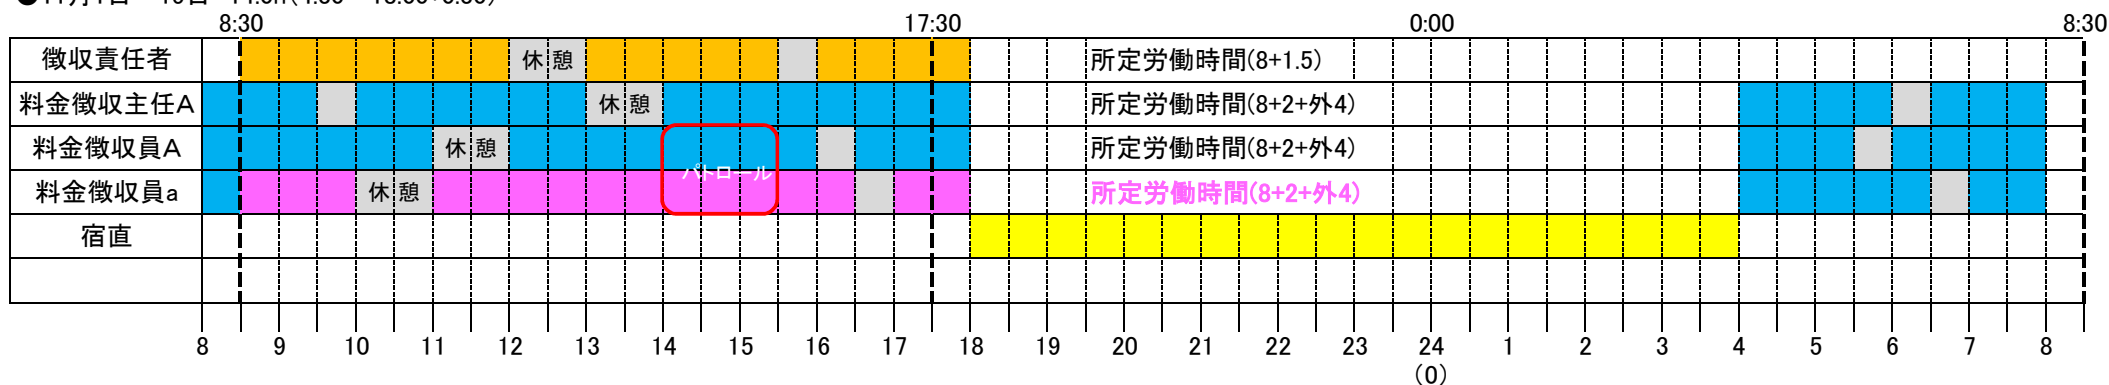 8:30 17:30 0:00 8:30
徴収責任者 休憩 所定労働時間(8+1.5)
料金徴収主任A 休憩 所定労働時間(8+2+外4)
料金徴収員A 休憩 所定労働時間(8+2+外4)
パトロール
料金徴収員a 休憩 所定労働時間(8+2+外4)
宿直
8 9 10 11 12 13 14 15 16 17 18 19 20 21 22 23 24 1 2 3 4 5 6 7 8
(0)